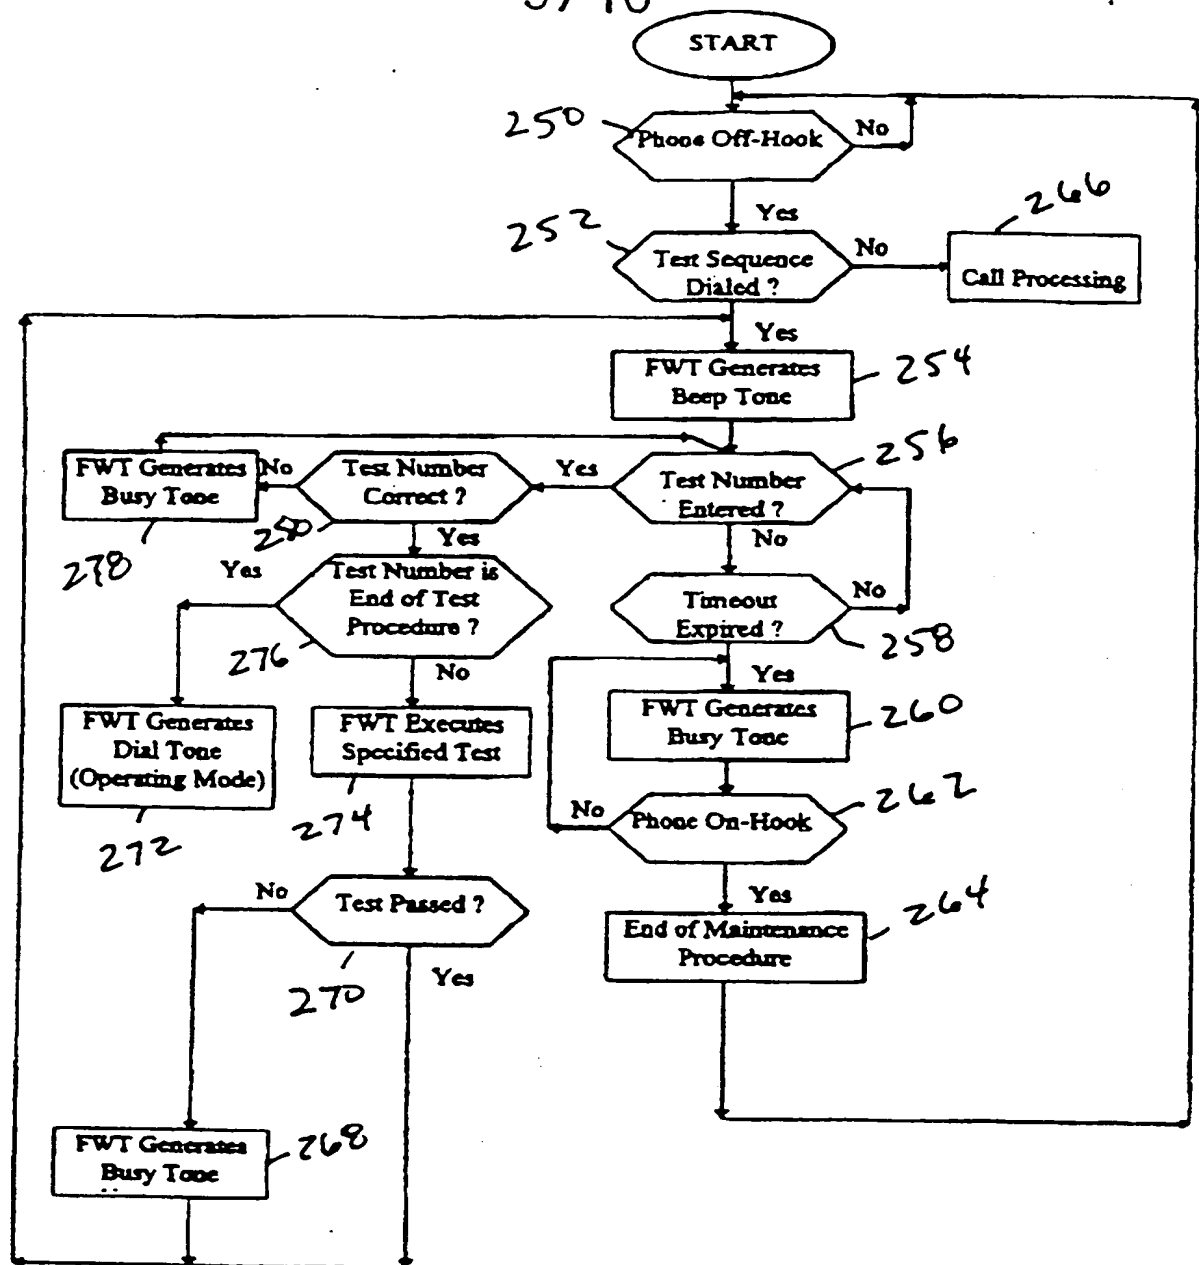 START
250
Phone Off-Hook
No
Yes
252
Test Sequence
Dialed ?
No
266
Call Processing
Yes
FWT Generates
Beep Tone
254
FWT Generates
Busy Tone
278
No
Test Number
Correct ?
280
Yes
Test Number
Entered ?
256
Yes
No
Yes
Test Number is
End of Test
Procedure ?
276
No
Timeout
Expired ?
No
258
Yes
FWT Generates
Dial Tone
(Operating Mode)
272
FWT Executes
Specified Test
274
FWT Generates
Busy Tone
260
No
Phone On-Hook
262
Yes
No
Test Passed ?
270
Yes
End of Maintenance
Procedure
264
FWT Generates
Busy Tone
268